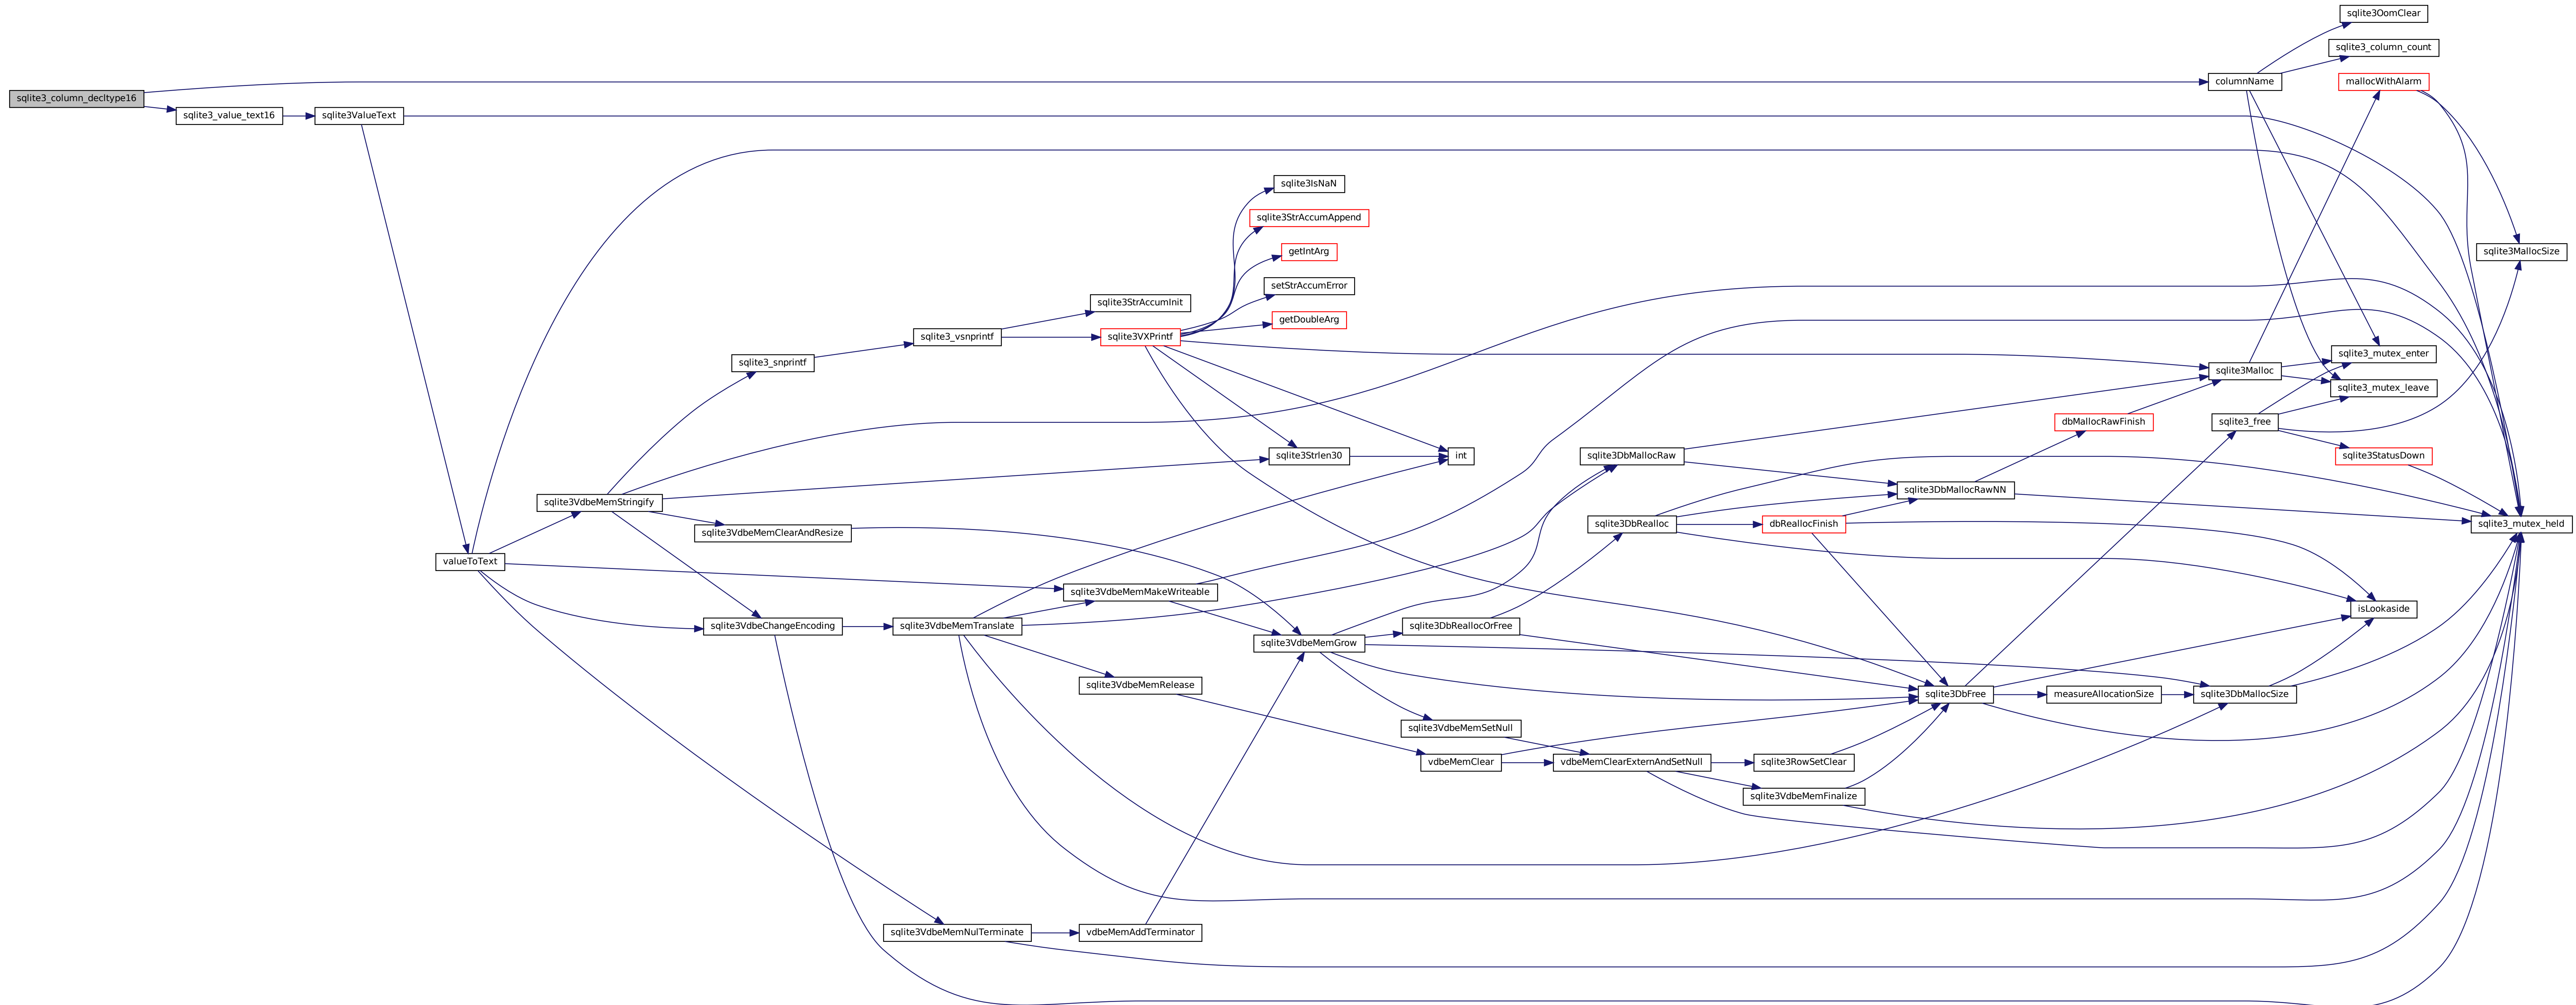 sqlite3OomClear
sqlite3_column_count
columnName
mallocWithAlarm
sqlite3_column_decltype16
sqlite3_value_text16
sqlite3ValueText
sqlite3IsNaN
sqlite3StrAccumAppend
getIntArg
sqlite3MallocSize
setStrAccumError
sqlite3StrAccumInit
getDoubleArg
sqlite3_vsnprintf
sqlite3VXPrintf
sqlite3_mutex_enter
sqlite3_snprintf
sqlite3Malloc
sqlite3_mutex_leave
dbMallocRawFinish
sqlite3_free
sqlite3Strlen30
int
sqlite3DbMallocRaw
sqlite3StatusDown
sqlite3DbMallocRawNN
sqlite3VdbeMemStringify
sqlite3DbRealloc
dbReallocFinish
sqlite3_mutex_held
sqlite3VdbeMemClearAndResize
valueToText
sqlite3VdbeMemMakeWriteable
isLookaside
sqlite3VdbeChangeEncoding
sqlite3VdbeMemTranslate
sqlite3DbReallocOrFree
sqlite3VdbeMemGrow
sqlite3VdbeMemRelease
sqlite3DbFree
measureAllocationSize
sqlite3DbMallocSize
sqlite3VdbeMemSetNull
vdbeMemClear
vdbeMemClearExternAndSetNull
sqlite3RowSetClear
sqlite3VdbeMemFinalize
sqlite3VdbeMemNulTerminate
vdbeMemAddTerminator